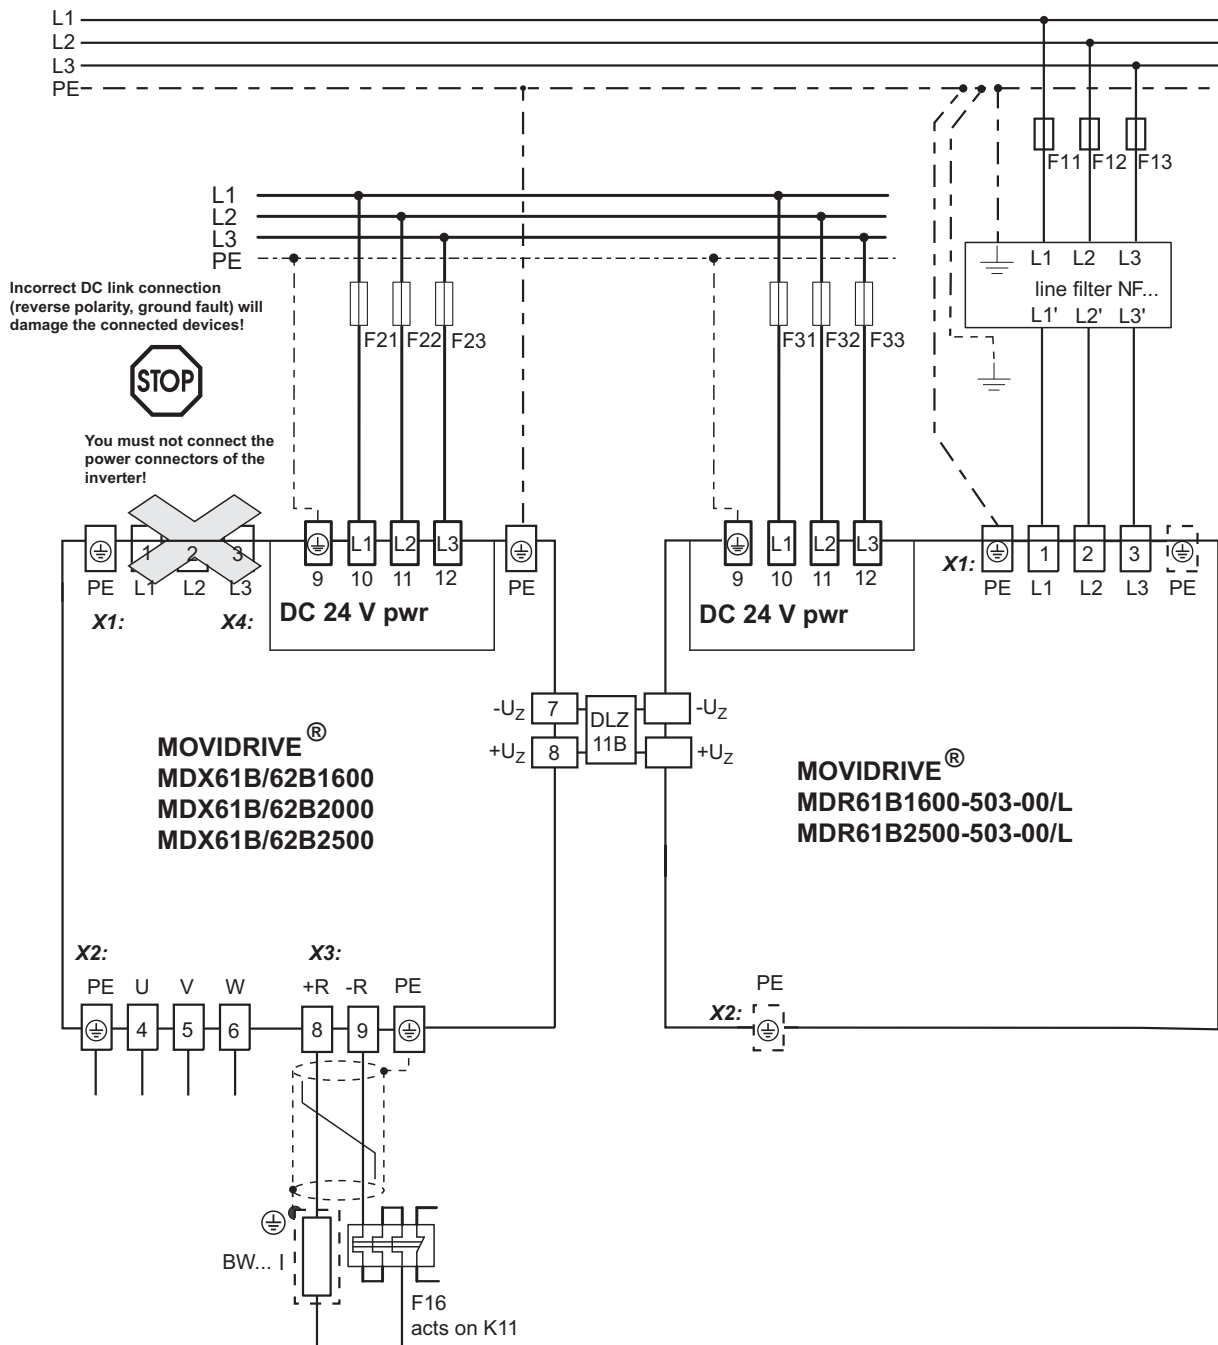 L1
L2
L3
PE
F11 F12 F13
L1
L2
L3
PE
L1 L2 L3
line filter NF...
L1' L2' L3'
Incorrect DC link connection
(reverse polarity, ground fault) will
damage the connected devices!
F21 F22 F23
F31 F32 F33
STOP
You must not connect the
power connectors of the
inverter!
1 2 3
L1 L2 L3
L1 L2 L3
X1:
1 2 3
PE L1 L2 L3
9 10 11 12
PE
9 10 11 12
PE L1 L2 L3 PE
X1: X4:
DC 24 V pwr
DC 24 V pwr
-UZ 7
DLZ
11B
-UZ
+UZ 8
+UZ
MOVIDRIVE®
MDX61B/62B1600
MDX61B/62B2000
MDX61B/62B2500
MOVIDRIVE®
MDR61B1600-503-00/L
MDR61B2500-503-00/L
X2: X3:
PE U V W +R -R PE
4 5 6 8 9
PE
X2:
BW... I
F16
acts on K11